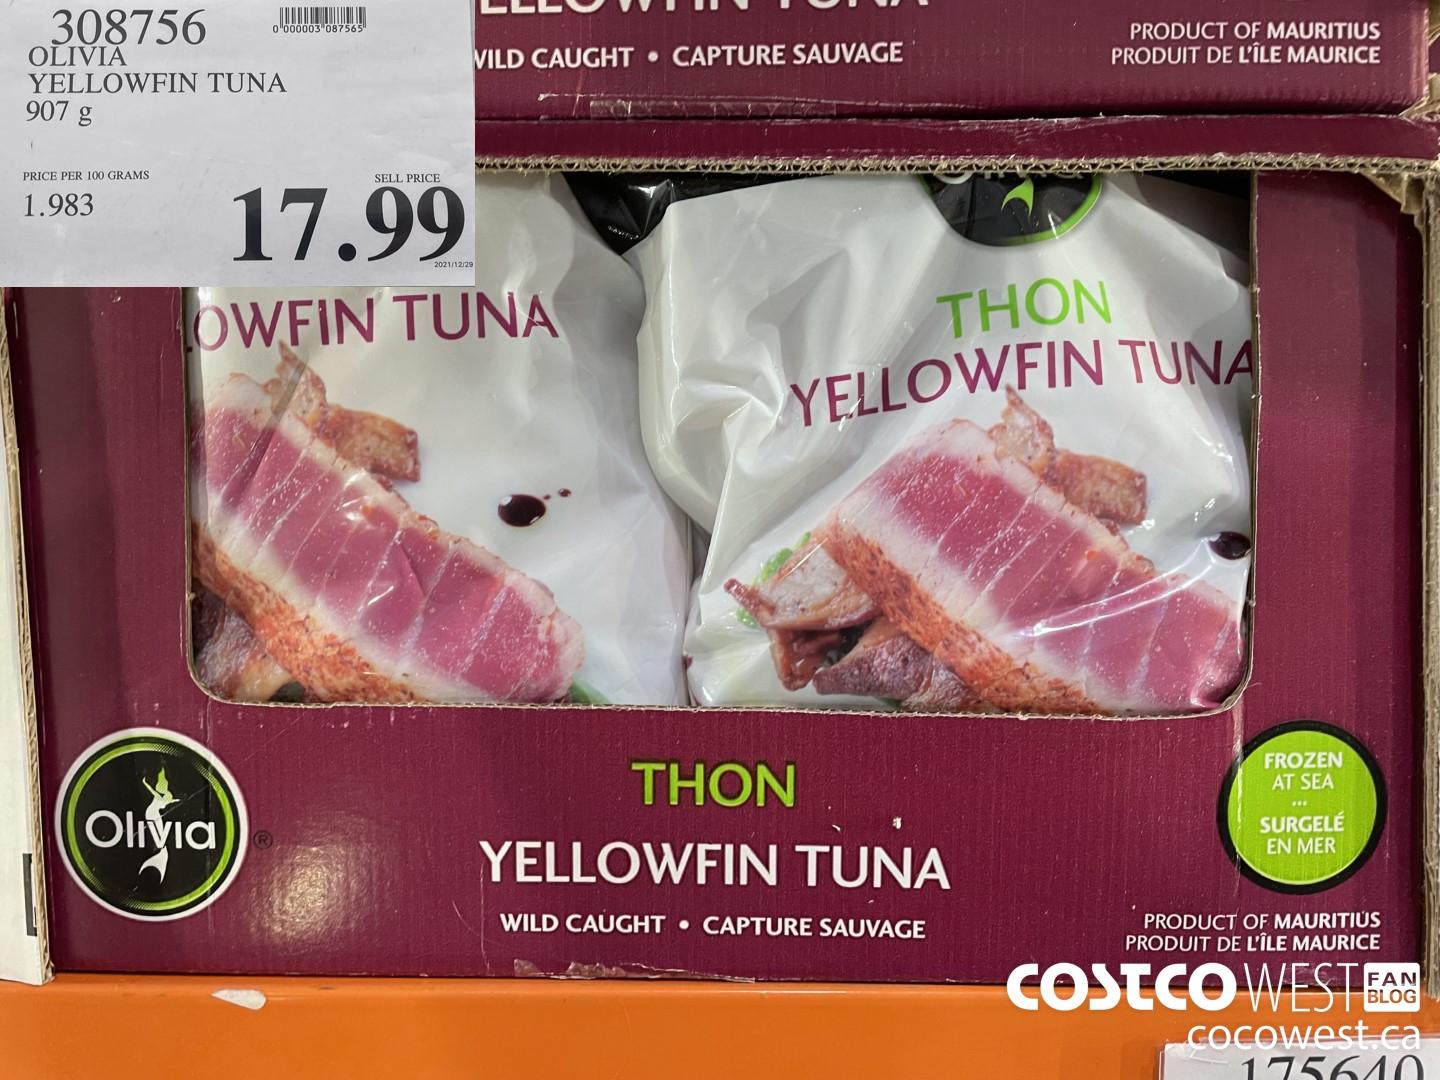 308756
0 000003 087565
OLIVIA
YELLOWFIN TUNA
907 g
PRICE PER 100 GRAMS
1.983
SELL PRICE
17.99
2021/12/29
YELLOWFIN TUNA
WILD CAUGHT • CAPTURE SAUVAGE
PRODUCT OF MAURITIUS
PRODUIT DE L'ÎLE MAURICE
OWFIN TUNA
THON
YELLOWFIN TUNA
Olivia ®
THON
YELLOWFIN TUNA
WILD CAUGHT • CAPTURE SAUVAGE
FROZEN
AT SEA
...
SURGELÉ
EN MER
PRODUCT OF MAURITIUS
PRODUIT DE L'ÎLE MAURICE
COSTCO WEST FAN BLOG
cocowest.ca
175640